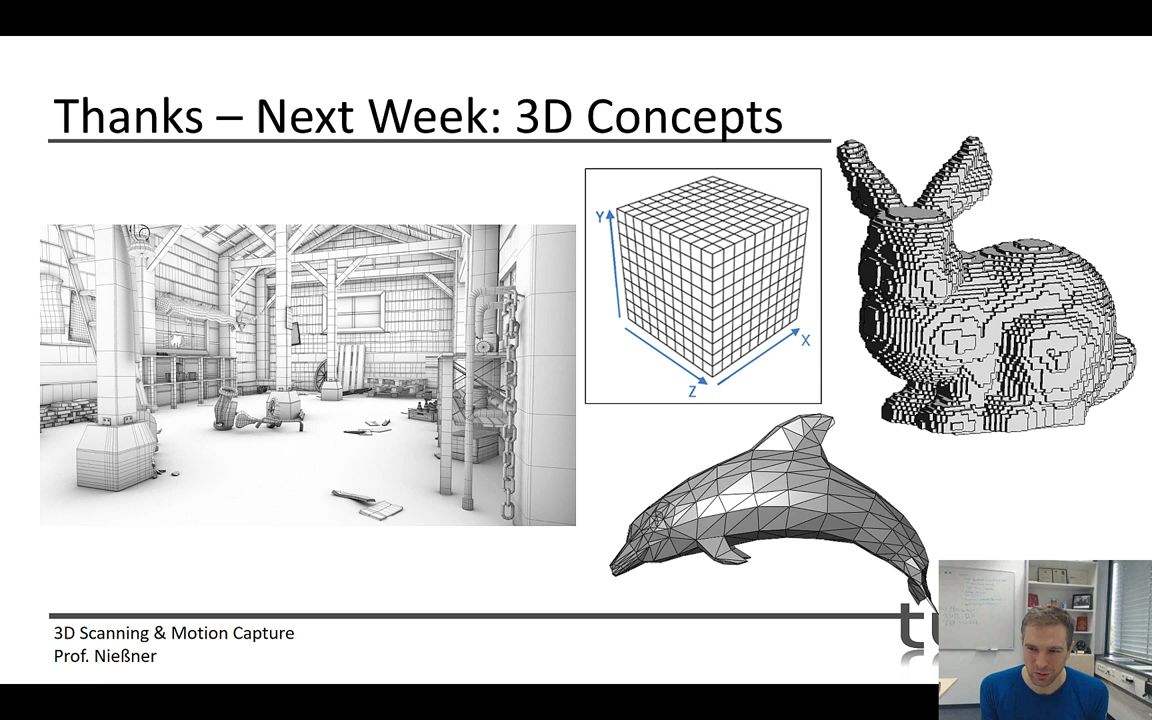 Thanks – Next Week: 3D Concepts
Y
X
Z
3D Scanning & Motion Capture
Prof. Nießner